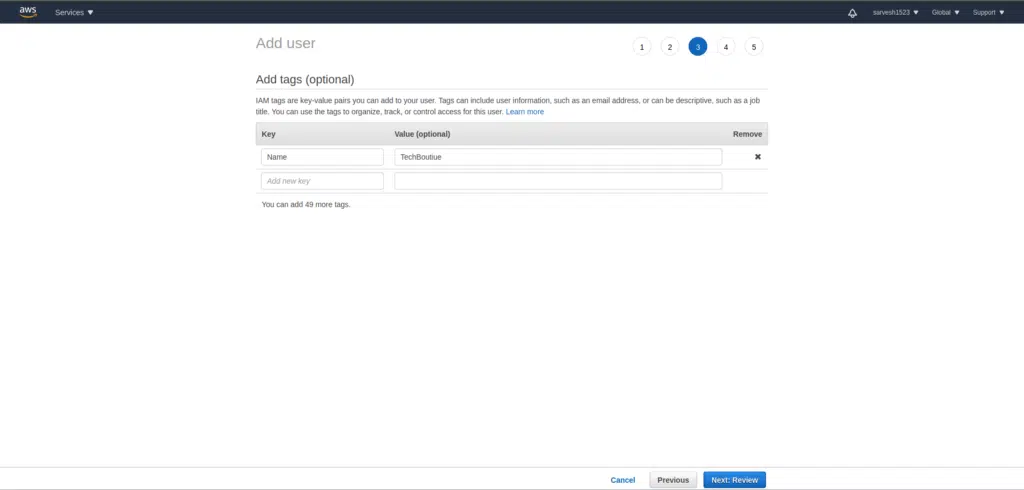 aws Services ▼ sarvesh1523 ▼ Global ▼ Support ▼
Add user 1 2 3 4 5
Add tags (optional)
IAM tags are key-value pairs you can add to your user. Tags can include user information, such as an email address, or can be descriptive, such as a job
title. You can use the tags to organize, track, or control access for this user. Learn more
Key Value (optional) Remove
Name TechBoutiue ✖
Add new key
You can add 49 more tags.
Cancel Previous Next: Review